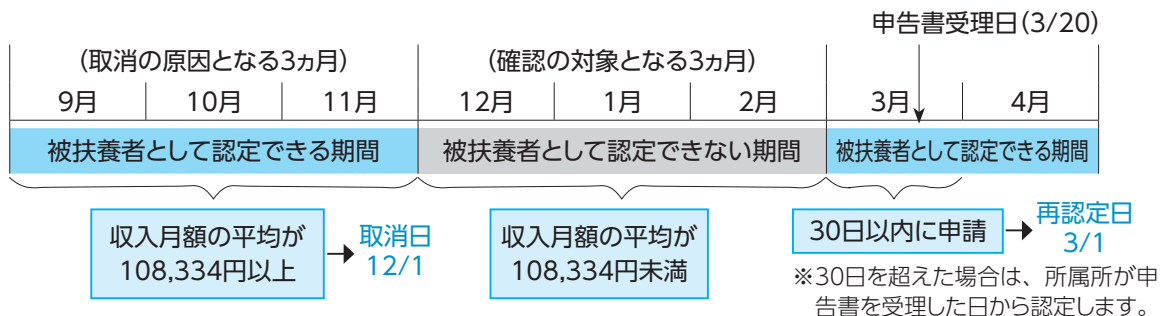 申告書受理日(3/20)
(取消の原因となる3ヵ月)
(確認の対象となる3ヵ月)
9月 10月 11月 12月 1月 2月 3月 4月
被扶養者として認定できる期間
被扶養者として認定できない期間
被扶養者として認定できる期間
収入月額の平均が
108,334円以上
取消日
12/1
収入月額の平均が
108,334円未満
30日以内に申請
再認定日
3/1
※30日を超えた場合は、所属所が申
告書を受理した日から認定します。